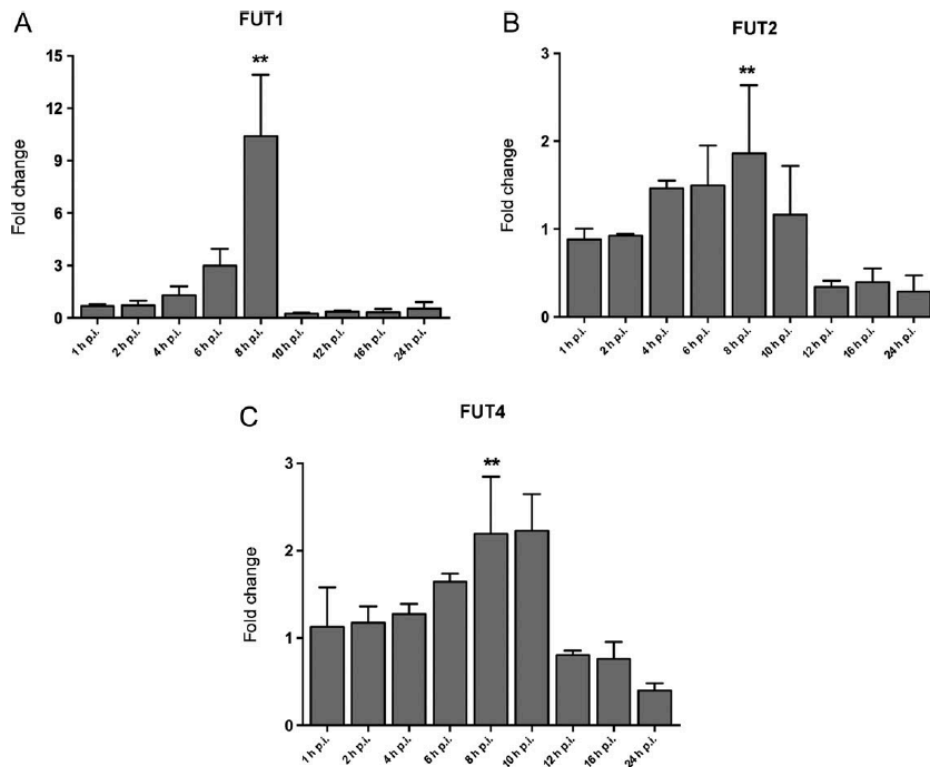 A
FUT1
15
12
9
6
3
0
Fold change
**
1 h p.i.
2 h p.i.
4 h p.i.
6 h p.i.
8 h p.i.
10 h p.i.
12 h p.i.
16 h p.i.
24 h p.i.
B
FUT2
3
2
1
0
Fold change
**
1 h p.i.
2 h p.i.
4 h p.i.
6 h p.i.
8 h p.i.
10 h p.i.
12 h p.i.
16 h p.i.
24 h p.i.
C
FUT4
3
2
1
0
Fold change
**
1 h p.i.
2 h p.i.
4 h p.i.
6 h p.i.
8 h p.i.
10 h p.i.
12 h p.i.
16 h p.i.
24 h p.i.